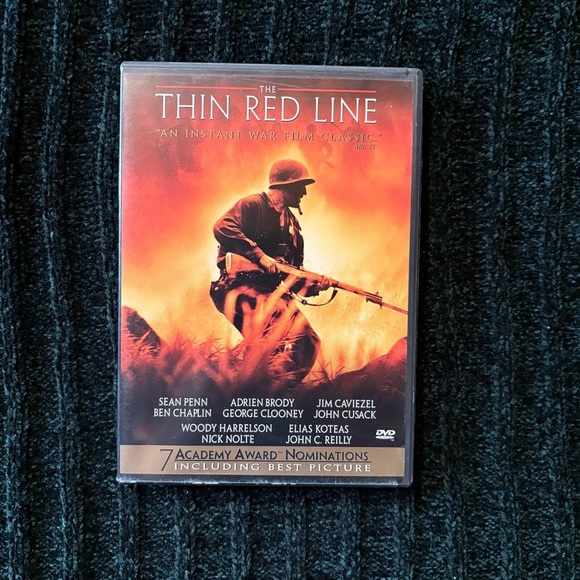 THE
THIN RED LINE
"AN INSTANT WAR FILM CLASSIC."
SEAN PENN ADRIEN BRODY JIM CAVIEZEL
BEN CHAPLIN GEORGE CLOONEY JOHN CUSACK
WOODY HARRELSON ELIAS KOTEAS
NICK NOLTE JOHN C. REILLY
DVD
7 ACADEMY AWARD™ NOMINATIONS
INCLUDING BEST PICTURE